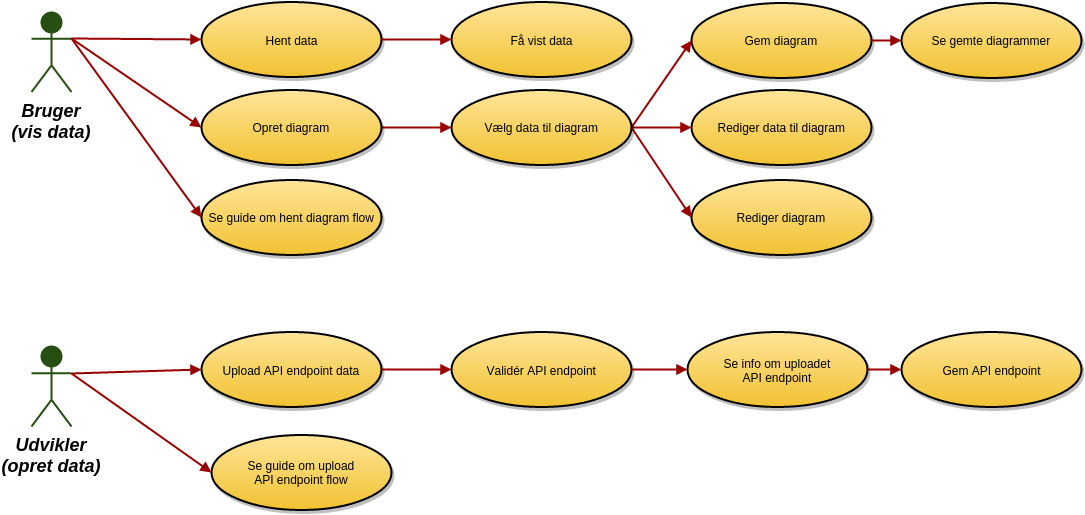 Hent data
Få vist data
Gem diagram
Se gemte diagrammer
Bruger
(vis data)
Opret diagram
Vælg data til diagram
Rediger data til diagram
Se guide om hent diagram flow
Rediger diagram
Upload API endpoint data
Validér API endpoint
Se info om uploadet
API endpoint
Gem API endpoint
Udvikler
(opret data)
Se guide om upload
API endpoint flow